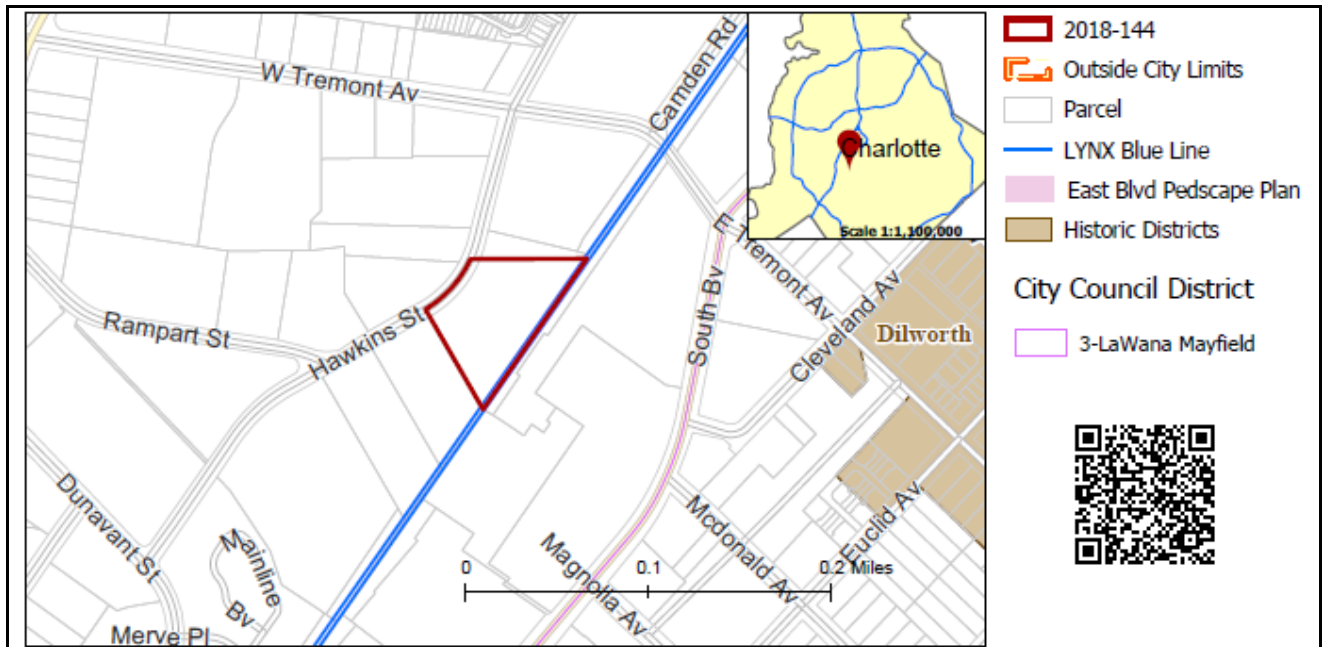 W Tremont Av
Camden Rd
Charlotte
Scale 1:1,100,000
E Tremont Av
South Bv
Cleveland Av
Dilworth
Rampart St
Hawkins St
Euclid Av
Mcdonald Av
Magnolia Av
Dunavant St
Mainline
Bv
Merve Pl
0 0.1 0.2 Miles
2018-144
Outside City Limits
Parcel
LYNX Blue Line
East Blvd Pedscape Plan
Historic Districts
City Council District
3-LaWana Mayfield